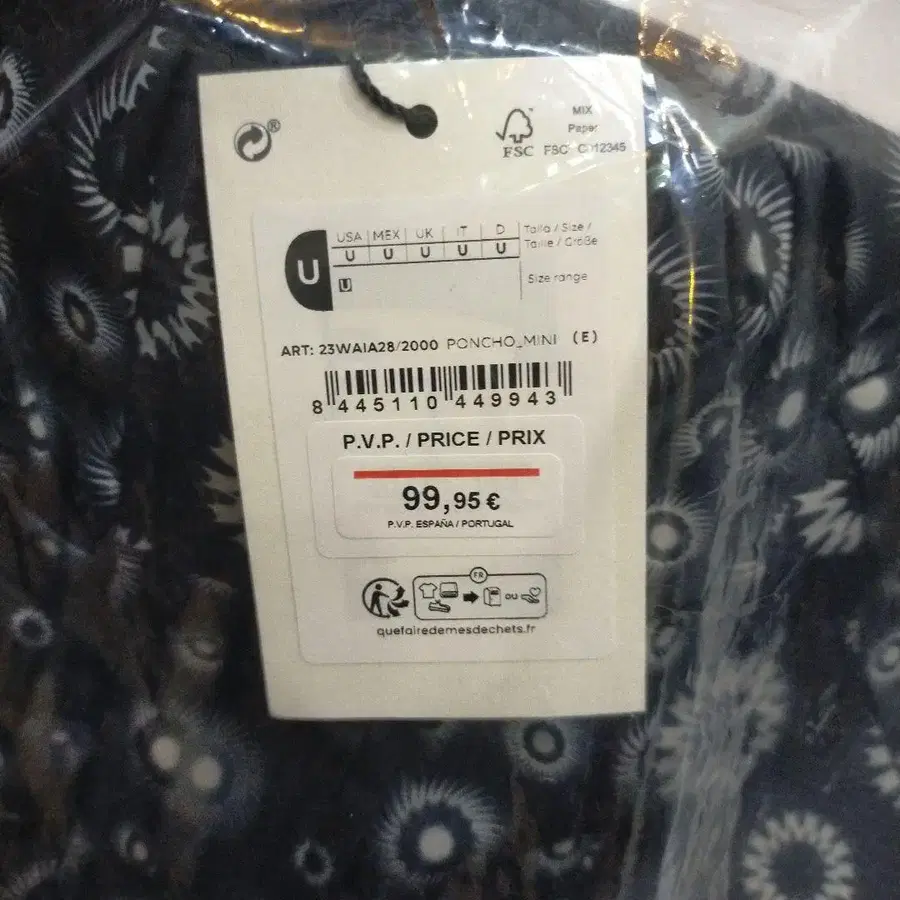 ®
MIX
Paper
FSC FSC® C012345
USA MEX UK IT D Talla / Size /
U U U U U Taille / Größe
U
U Size range
ART: 23WAIA28/2000 PONCHO_MINI (E)
8 445110 449943
P.V.P. / PRICE / PRIX
99,95 €
P.V.P. ESPAÑA / PORTUGAL
FR
OU
quefairedemesdechets.fr